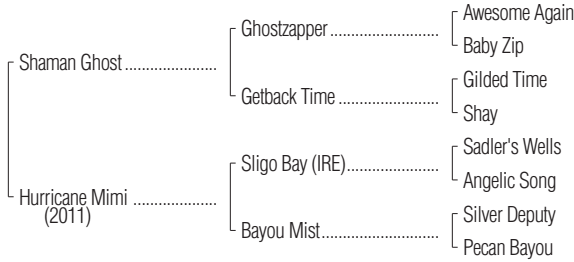 Awesome Again
Ghostzapper
Baby Zip
Shaman Ghost
Gilded Time
Getback Time
Shay
Sadler's Wells
Sligo Bay (IRE)
Angelic Song
Hurricane Mimi
(2011)
Silver Deputy
Bayou Mist
Pecan Bayou